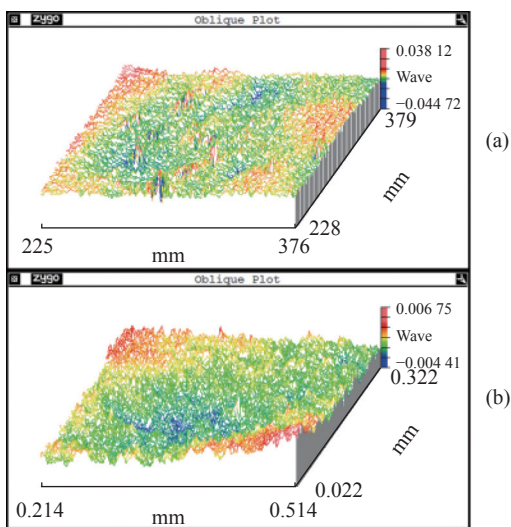 zygo Oblique Plot
0.038 12
Wave
−0.044 72
379
(a)
mm
228
225 mm 376
zygo Oblique Plot
0.006 75
Wave
−0.004 41
0.322
(b)
mm
0.022
0.214 mm 0.514